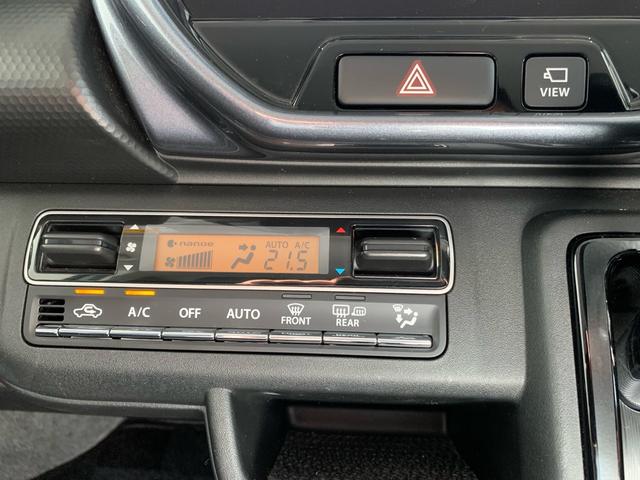 VIEW
nanoe
AUTO A/C
21.5
A/C OFF AUTO FRONT REAR